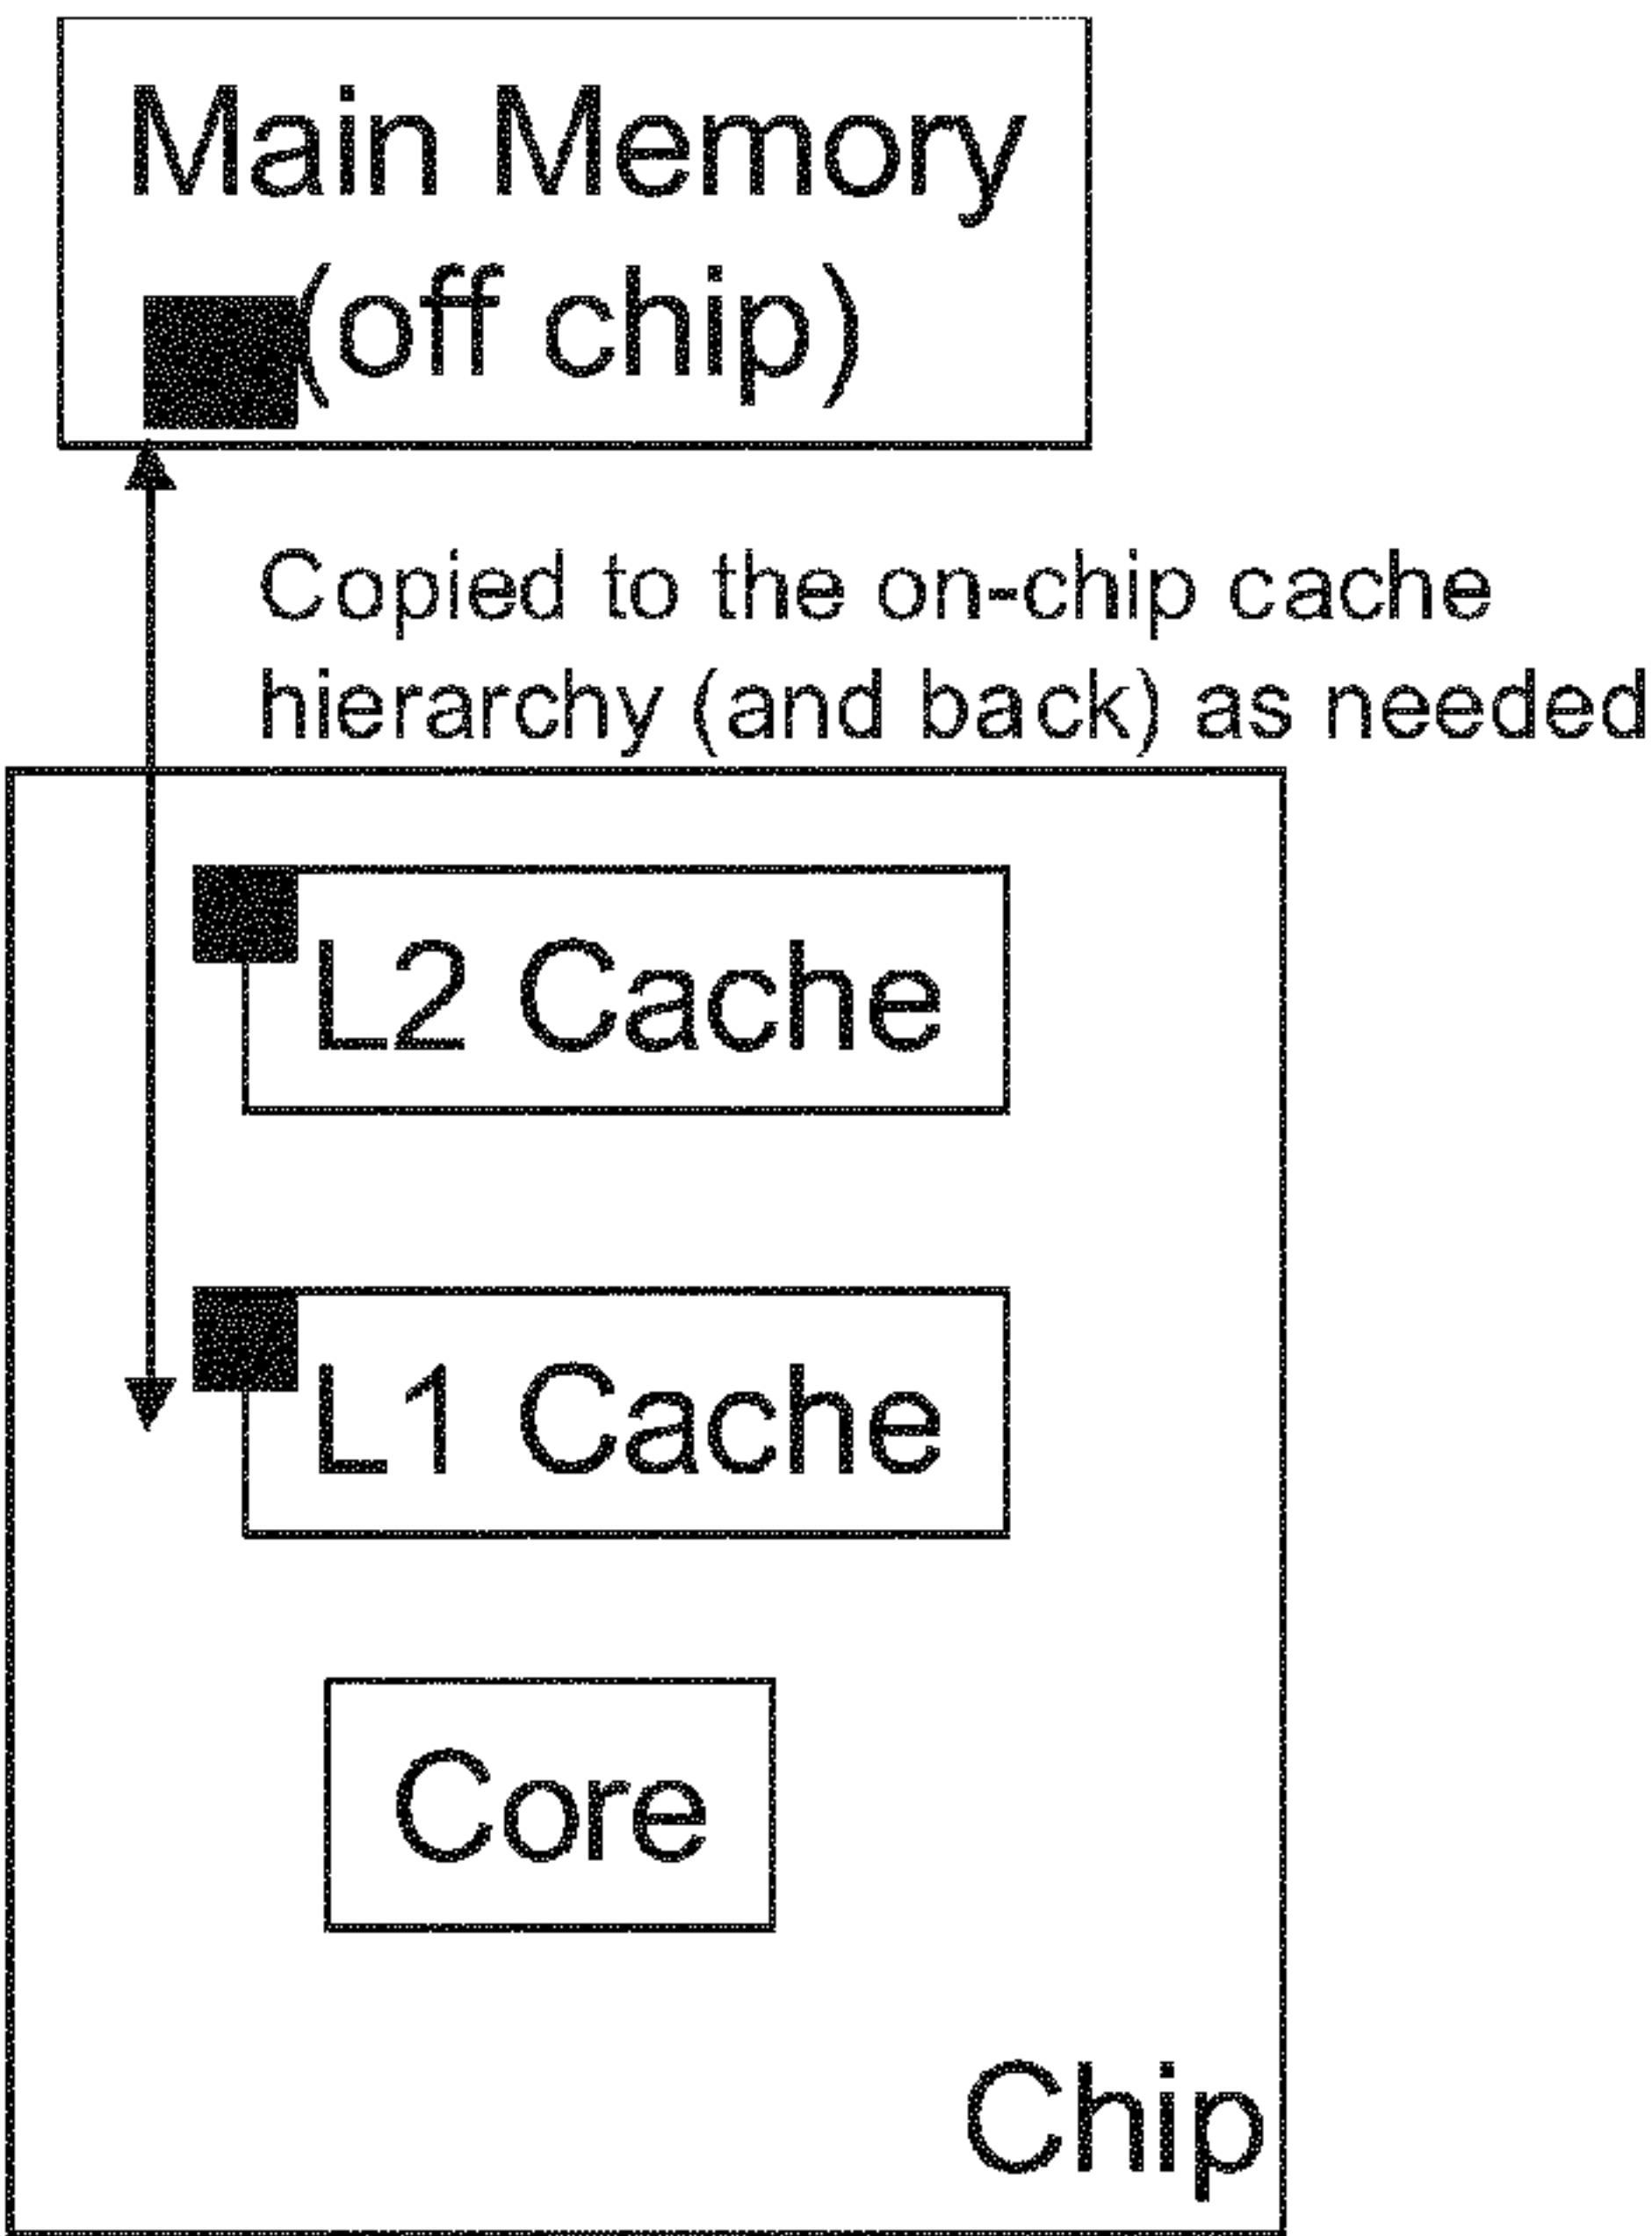 Main Memory
(off chip)
Copied to the on-chip cache
hierarchy (and back) as needed
L2 Cache
L1 Cache
Core
Chip